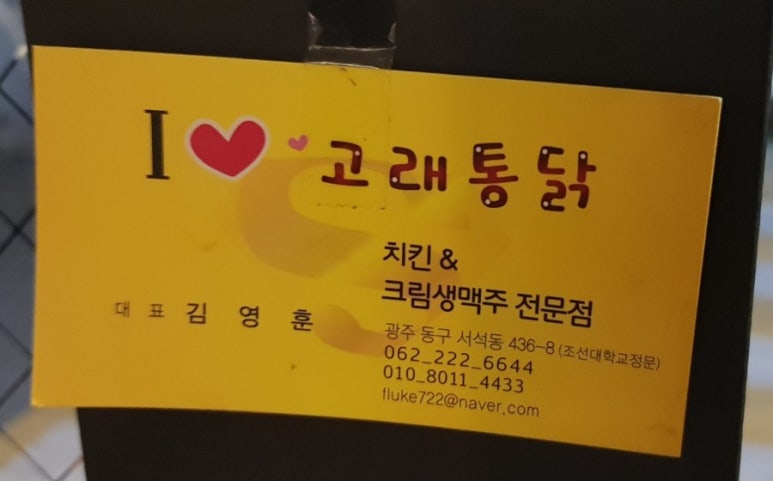 I ♥ 고래통닭
치킨 &
크림생맥주 전문점
대표 김영훈
광주 동구 서석동 436-8 (조선대학교정문)
062_222_6644
010_8011_4433
fluke722@naver.com